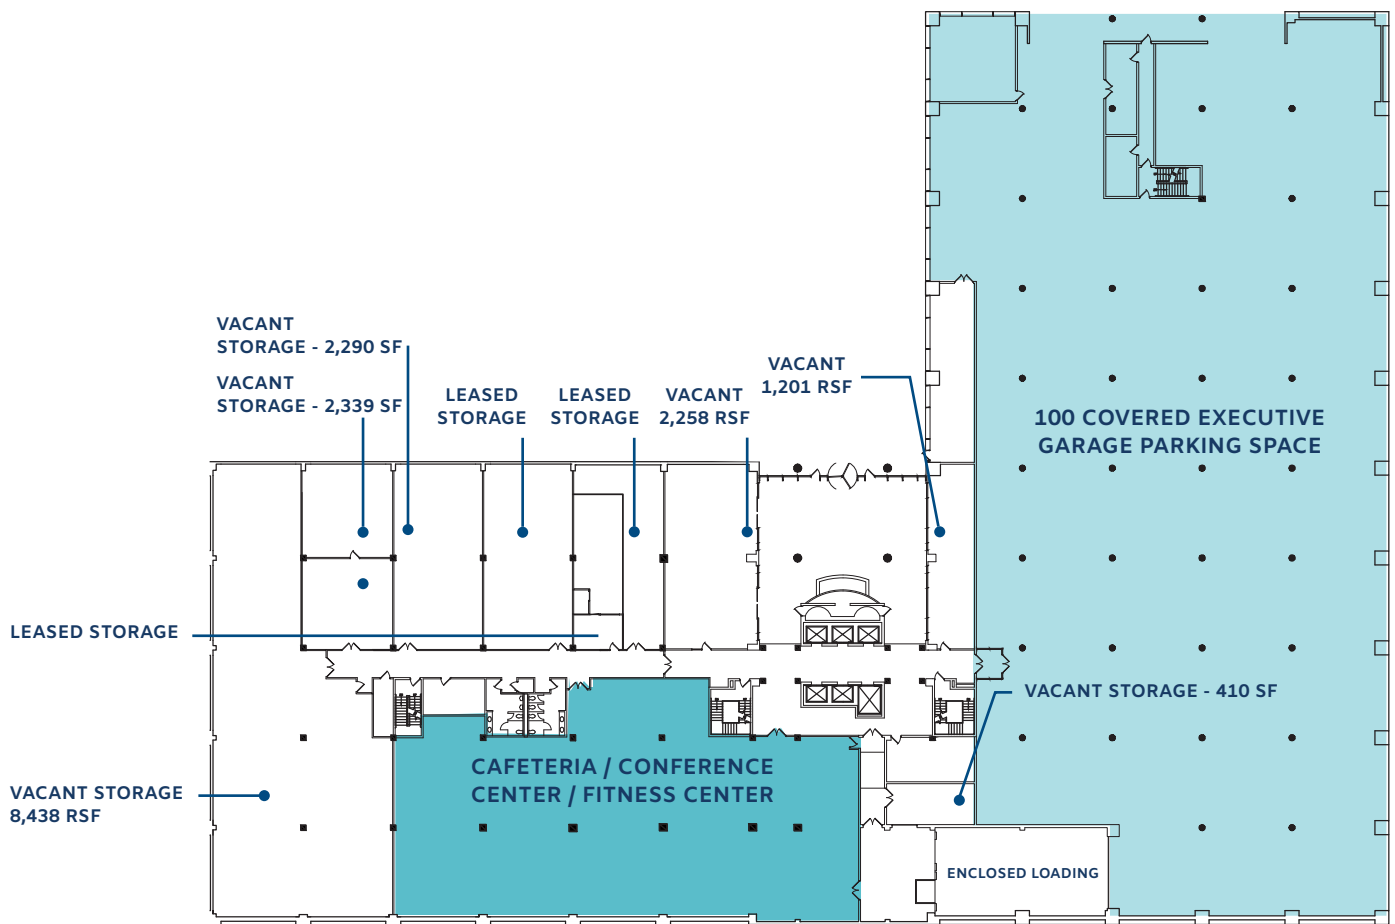 VACANT
STORAGE - 2,290 SF
VACANT
STORAGE - 2,339 SF
LEASED
STORAGE
LEASED
STORAGE
VACANT
2,258 RSF
VACANT
1,201 RSF
100 COVERED EXECUTIVE
GARAGE PARKING SPACE
LEASED STORAGE
VACANT STORAGE - 410 SF
CAFETERIA / CONFERENCE
CENTER / FITNESS CENTER
VACANT STORAGE
8,438 RSF
ENCLOSED LOADING